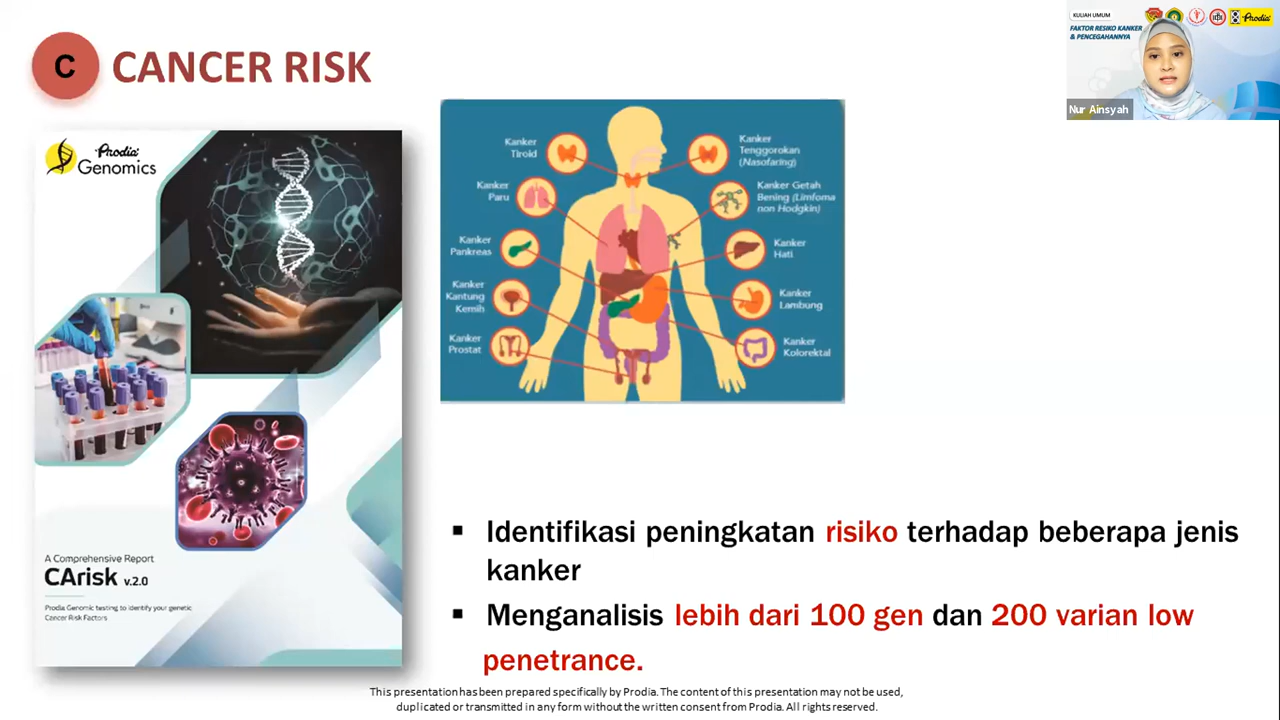 C CANCER RISK
KULIAH UMUM
FAKTOR RESIKO KANKER
& PENCEGAHANNYA
Prodia
Nur Ainsyah
Prodia
Genomics
A Comprehensive Report
CArisk v.2.0
Prodia Genomic testing to identify your genetic
Cancer Risk Factors
Kanker
Tiroid
Kanker
Paru
Kanker
Pankreas
Kanker
Kantung
Kemih
Kanker
Prostat
Kanker
Tenggorokan
(Nasofaring)
Kanker Getah
Bening (Limfoma
non Hodgkin)
Kanker
Hati
Kanker
Lambung
Kanker
Kolorektal
▪ Identifikasi peningkatan risiko terhadap beberapa jenis
kanker
▪ Menganalisis lebih dari 100 gen dan 200 varian low
penetrance.
This presentation has been prepared specifically by Prodia. The content of this presentation may not be used,
duplicated or transmitted in any form without the written consent from Prodia. All rights reserved.